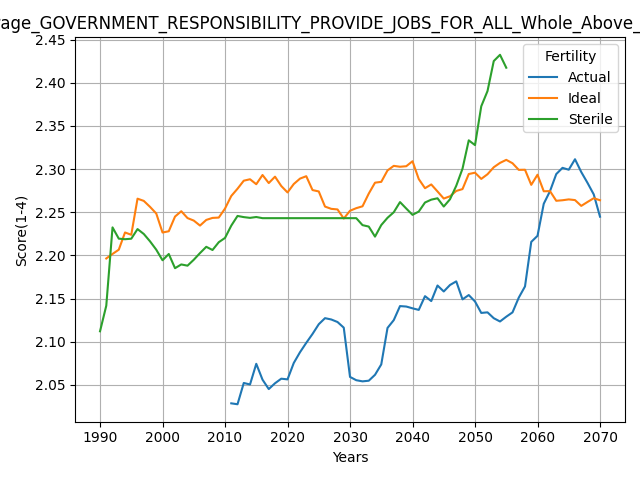 rage_GOVERNMENT_RESPONSIBILITY_PROVIDE_JOBS_FOR_ALL_Whole_Above_
2.45
2.40
2.35
2.30
2.25
2.20
2.15
2.10
2.05
Score(1-4)
Fertility
Actual
Ideal
Sterile
1990
2000
2010
2020
2030
2040
2050
2060
2070
Years